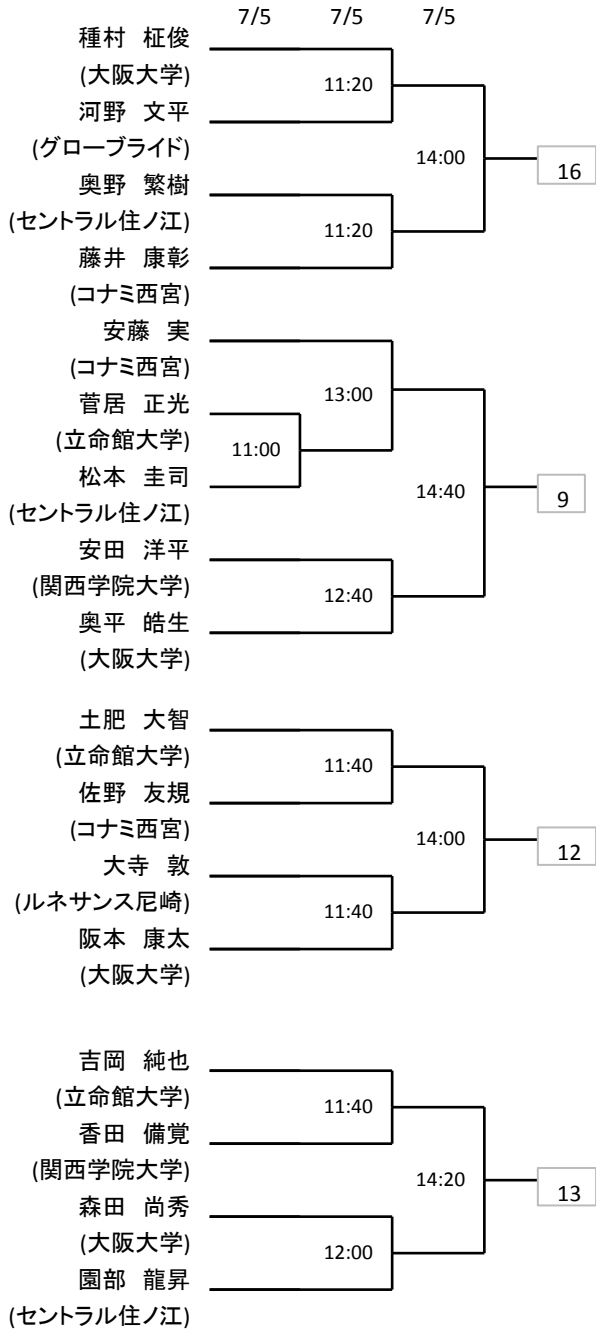 7/5 7/5 7/5
種村 柾俊
(大阪大学)
11:20
河野 文平
(グローブライド)
14:00
16
奥野 繁樹
(セントラル住ノ江)
11:20
藤井 康彰
(コナミ西宮)
安藤 実
(コナミ西宮)
13:00
菅居 正光
(立命館大学)
11:00
松本 圭司
14:40
9
(セントラル住ノ江)
安田 洋平
(関西学院大学)
12:40
奥平 皓生
(大阪大学)
土肥 大智
(立命館大学)
11:40
佐野 友規
(コナミ西宮)
14:00
12
大寺 敦
(ルネサンス尼崎)
11:40
阪本 康太
(大阪大学)
吉岡 純也
(立命館大学)
11:40
香田 備覚
(関西学院大学)
14:20
13
森田 尚秀
(大阪大学)
12:00
園部 龍昇
(セントラル住ノ江)